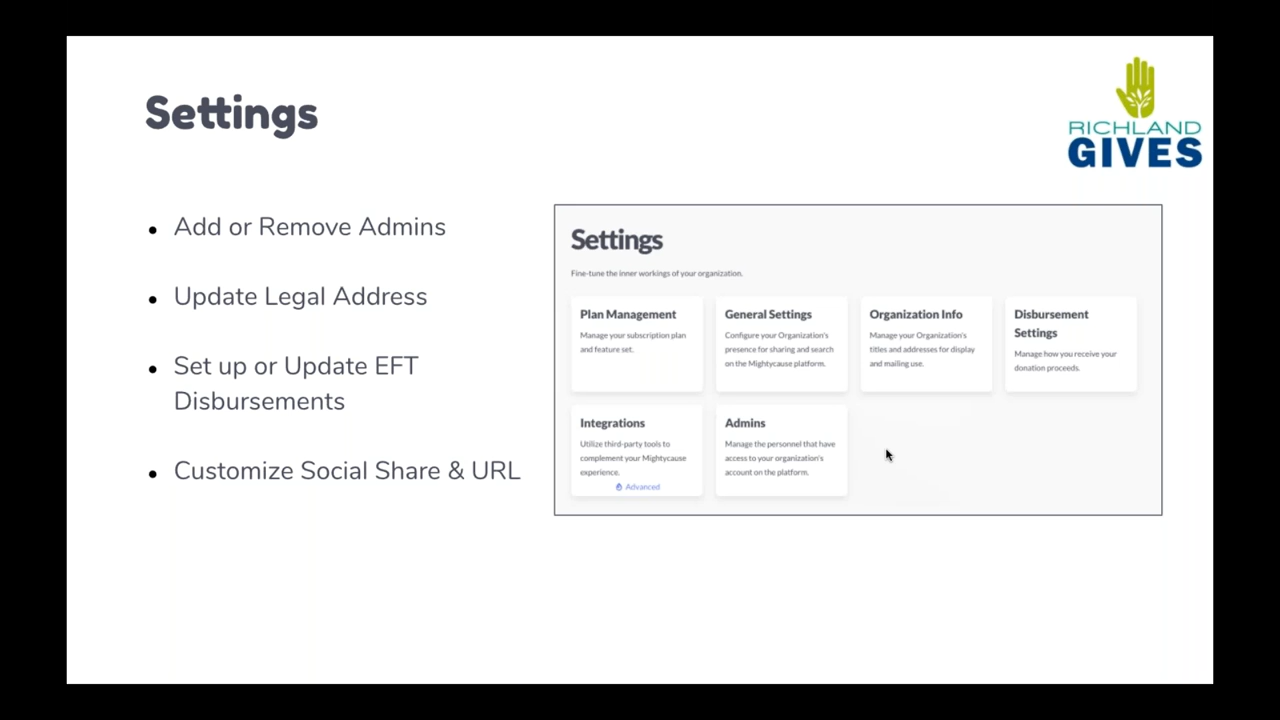 Settings
RICHLAND
GIVES
• Add or Remove Admins
• Update Legal Address
• Set up or Update EFT
Disbursements
• Customize Social Share & URL
Settings
Fine-tune the inner workings of your organization.
Plan Management
Manage your subscription plan
and feature set.
General Settings
Configure your Organization's
presence for sharing and search
on the Mightycause platform.
Organization Info
Manage your Organization's
titles and addresses for display
and mailing use.
Disbursement
Settings
Manage how you receive your
donation proceeds.
Integrations
Utilize third-party tools to
complement your Mightycause
experience.
Advanced
Admins
Manage the personnel that have
access to your organization's
account on the platform.